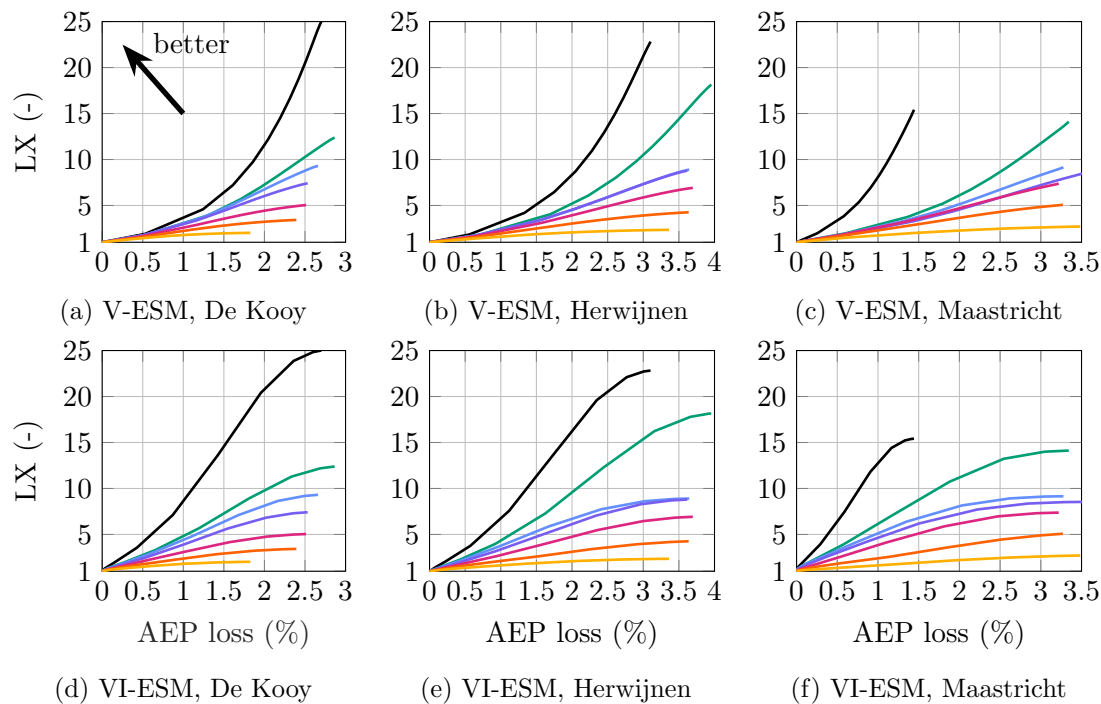 better
LX (-)
25
20
15
10
5
1
0 0.5 1 1.5 2 2.5 3
(a) V-ESM, De Kooy
25
20
15
10
5
1
0 0.5 1 1.5 2 2.5 3 3.5 4
(b) V-ESM, Herwijnen
25
20
15
10
5
1
0 0.5 1 1.5 2 2.5 3 3.5
(c) V-ESM, Maastricht
LX (-)
25
20
15
10
5
1
0 0.5 1 1.5 2 2.5 3
AEP loss (%)
(d) VI-ESM, De Kooy
25
20
15
10
5
1
0 0.5 1 1.5 2 2.5 3 3.5 4
AEP loss (%)
(e) VI-ESM, Herwijnen
25
20
15
10
5
1
0 0.5 1 1.5 2 2.5 3 3.5
AEP loss (%)
(f) VI-ESM, Maastricht